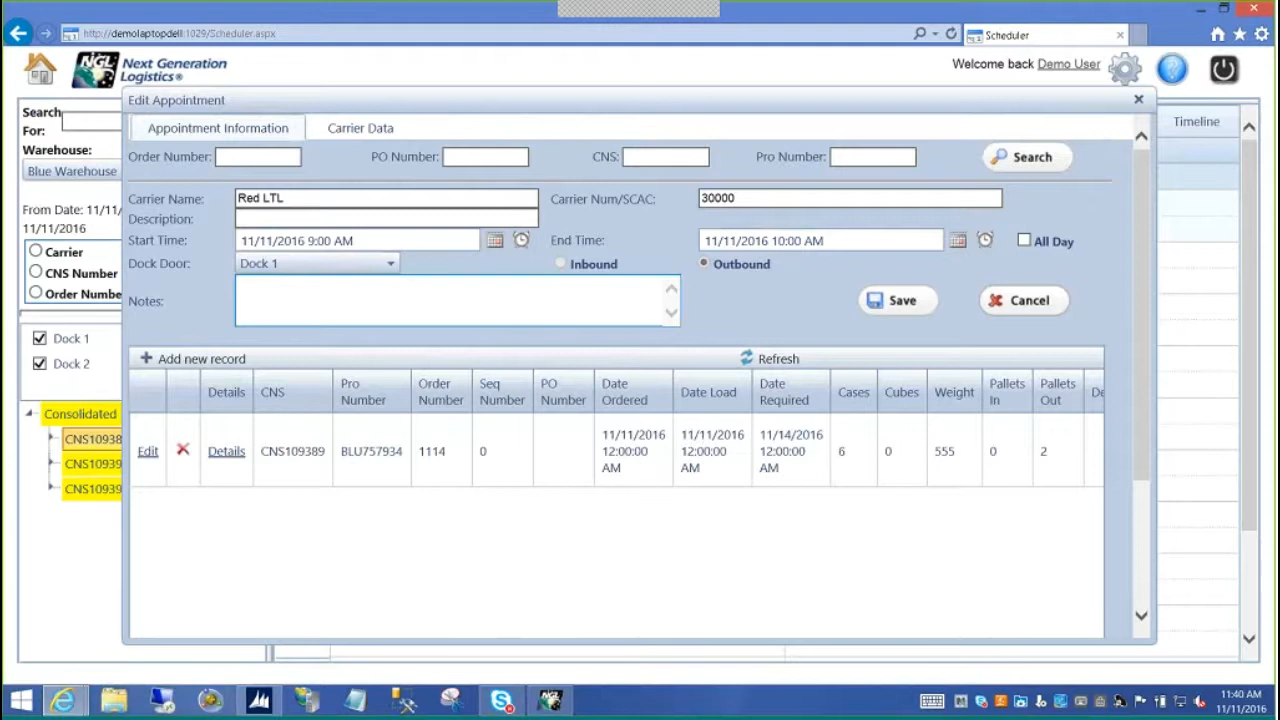 http://demolaptopdell:1029/Scheduler.aspx
Scheduler
NGL
Next Generation
Logistics®
Welcome back Demo User
Search
For:
Warehouse:
Blue Warehouse
From Date: 11/11/
11/11/2016
Carrier
CNS Number
Order Numbe
Dock 1
Dock 2
Consolidated
CNS10938
CNS10939
CNS10939
Timeline
Edit Appointment
Appointment Information Carrier Data
Order Number: PO Number: CNS: Pro Number: Search
Carrier Name: Red LTL Carrier Num/SCAC: 30000
Description:
Start Time: 11/11/2016 9:00 AM End Time: 11/11/2016 10:00 AM All Day
Dock Door: Dock 1 Inbound Outbound
Notes: Save Cancel
Add new record Refresh
Details CNS Pro Number Order Number Seq Number PO Number Date Ordered Date Load Date Required Cases Cubes Weight Pallets In Pallets Out De
Edit Details CNS109389 BLU757934 1114 0 11/11/2016 12:00:00 AM 11/11/2016 12:00:00 AM 11/14/2016 12:00:00 AM 6 0 555 0 2
11:40 AM
11/11/2016